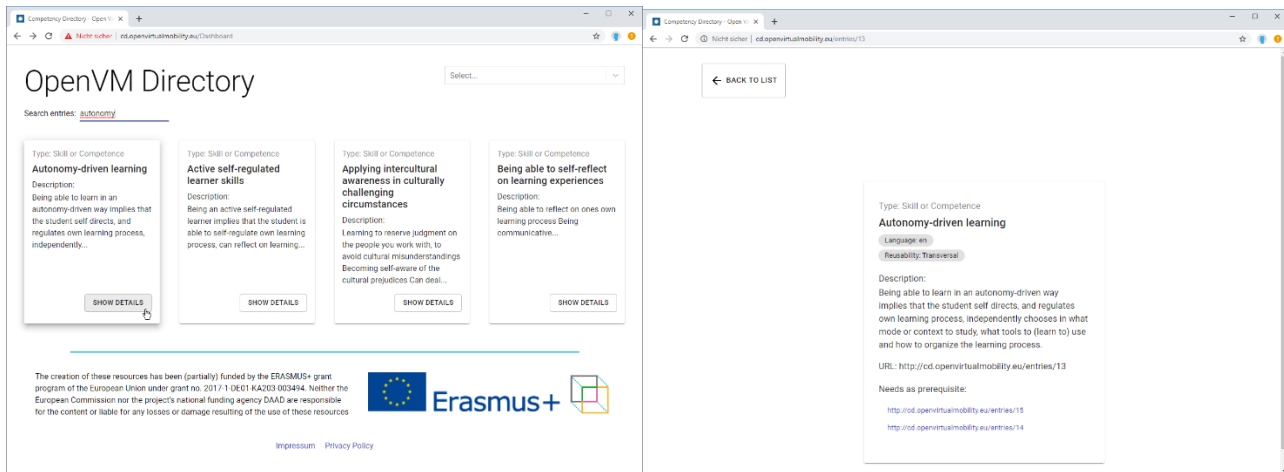 Competency Directory - Open Vi
Nicht sicher | cd.openvirtualmobility.eu/Dashboard
OpenVM Directory
Select...
Search entries: autonomy
Type: Skill or Competence
Autonomy-driven learning
Description:
Being able to learn in an
autonomy-driven way implies that
the student self directs, and
regulates own learning process,
independently...
SHOW DETAILS
Type: Skill or Competence
Active self-regulated
learner skills
Description:
Being an active self-regulated
learner implies that the student is
able to self-regulate own learning
process, can reflect on learning...
SHOW DETAILS
Type: Skill or Competence
Applying intercultural
awareness in culturally
challenging
circumstances
Description:
Learning to reserve judgment on
the people you work with, to
avoid cultural misunderstandings
Becoming self-aware of the
cultural prejudices Can deal...
SHOW DETAILS
Type: Skill or Competence
Being able to self-reflect
on learning experiences
Description:
Being able to reflect on ones own
learning process Being
communicative...
SHOW DETAILS
The creation of these resources has been (partially) funded by the ERASMUS+ grant
program of the European Union under grant no. 2017-1-DE01-KA203-003494. Neither the
European Commission nor the project's national funding agency DAAD are responsible
for the content or liable for any losses or damage resulting of the use of these resources
Erasmus+
Impressum Privacy Policy
Competency Directory - Open Vi
Nicht sicher | cd.openvirtualmobility.eu/entries/13
BACK TO LIST
Type: Skill or Competence
Autonomy-driven learning
Language: en
Reusability: Transversal
Description:
Being able to learn in an autonomy-driven way
implies that the student self directs, and regulates
own learning process, independently chooses in what
mode or context to study, what tools to (learn to) use
and how to organize the learning process.
URL: http://cd.openvirtualmobility.eu/entries/13
Needs as prerequisite:
http://cd.openvirtualmobility.eu/entries/15
http://cd.openvirtualmobility.eu/entries/14